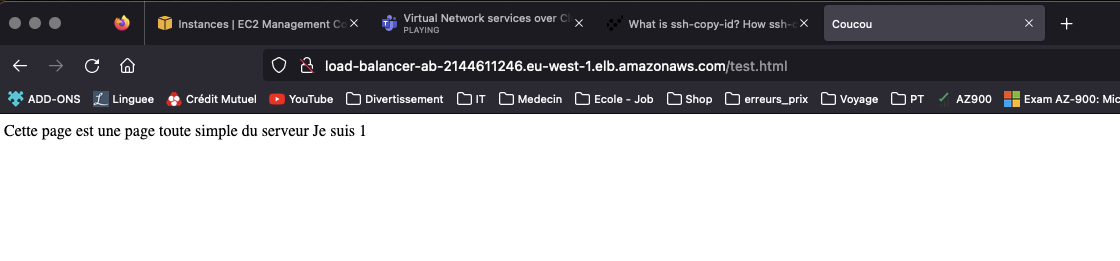 Instances | EC2 Management Co
Virtual Network services over Cl
PLAYING
What is ssh-copy-id? How ssh-c
Coucou
load-balancer-ab-2144611246.eu-west-1.elb.amazonaws.com/test.html
ADD-ONS Linguee Crédit Mutuel YouTube Divertissement IT Medecin Ecole - Job Shop erreurs_prix Voyage PT AZ900 Exam AZ-900: Mic
Cette page est une page toute simple du serveur Je suis 1